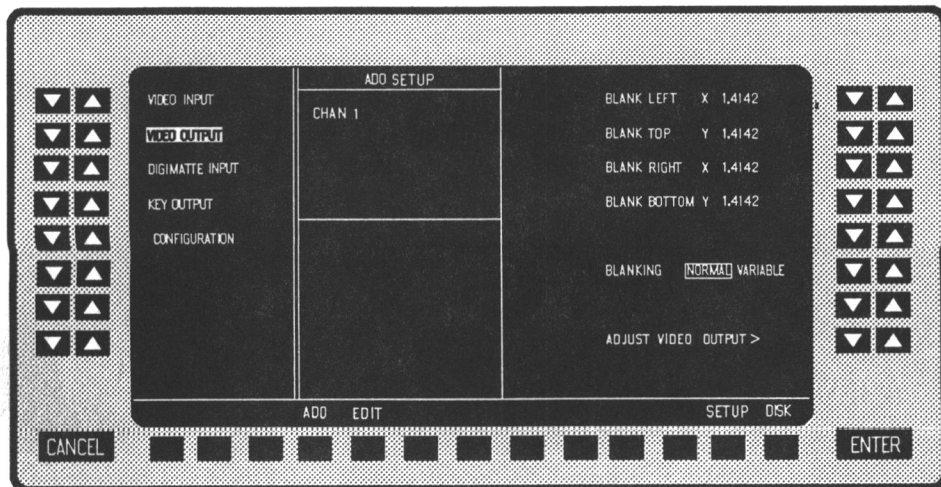 ADO SETUP
VIDEO INPUT
VIDEO OUTPUT
DIGIMATTE INPUT
KEY OUTPUT
CONFIGURATION
CHAN 1
BLANK LEFT X 1.4142
BLANK TOP Y 1.4142
BLANK RIGHT X 1.4142
BLANK BOTTOM Y 1.4142
BLANKING NORMAL VARIABLE
ADJUST VIDEO OUTPUT >
ADO EDIT SETUP DISK
CANCEL ENTER